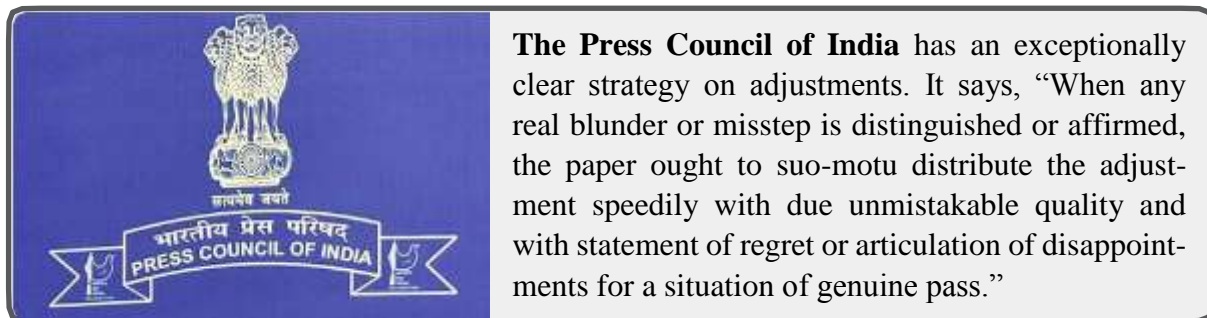 सत्यमेव जयते
भारतीय प्रेस परिषद
PRESS COUNCIL OF INDIA
The Press Council of India has an exceptionally
clear strategy on adjustments. It says, “When any
real blunder or misstep is distinguished or affirmed,
the paper ought to suo-motu distribute the adjust-
ment speedily with due unmistakable quality and
with statement of regret or articulation of disappoint-
ments for a situation of genuine pass.”